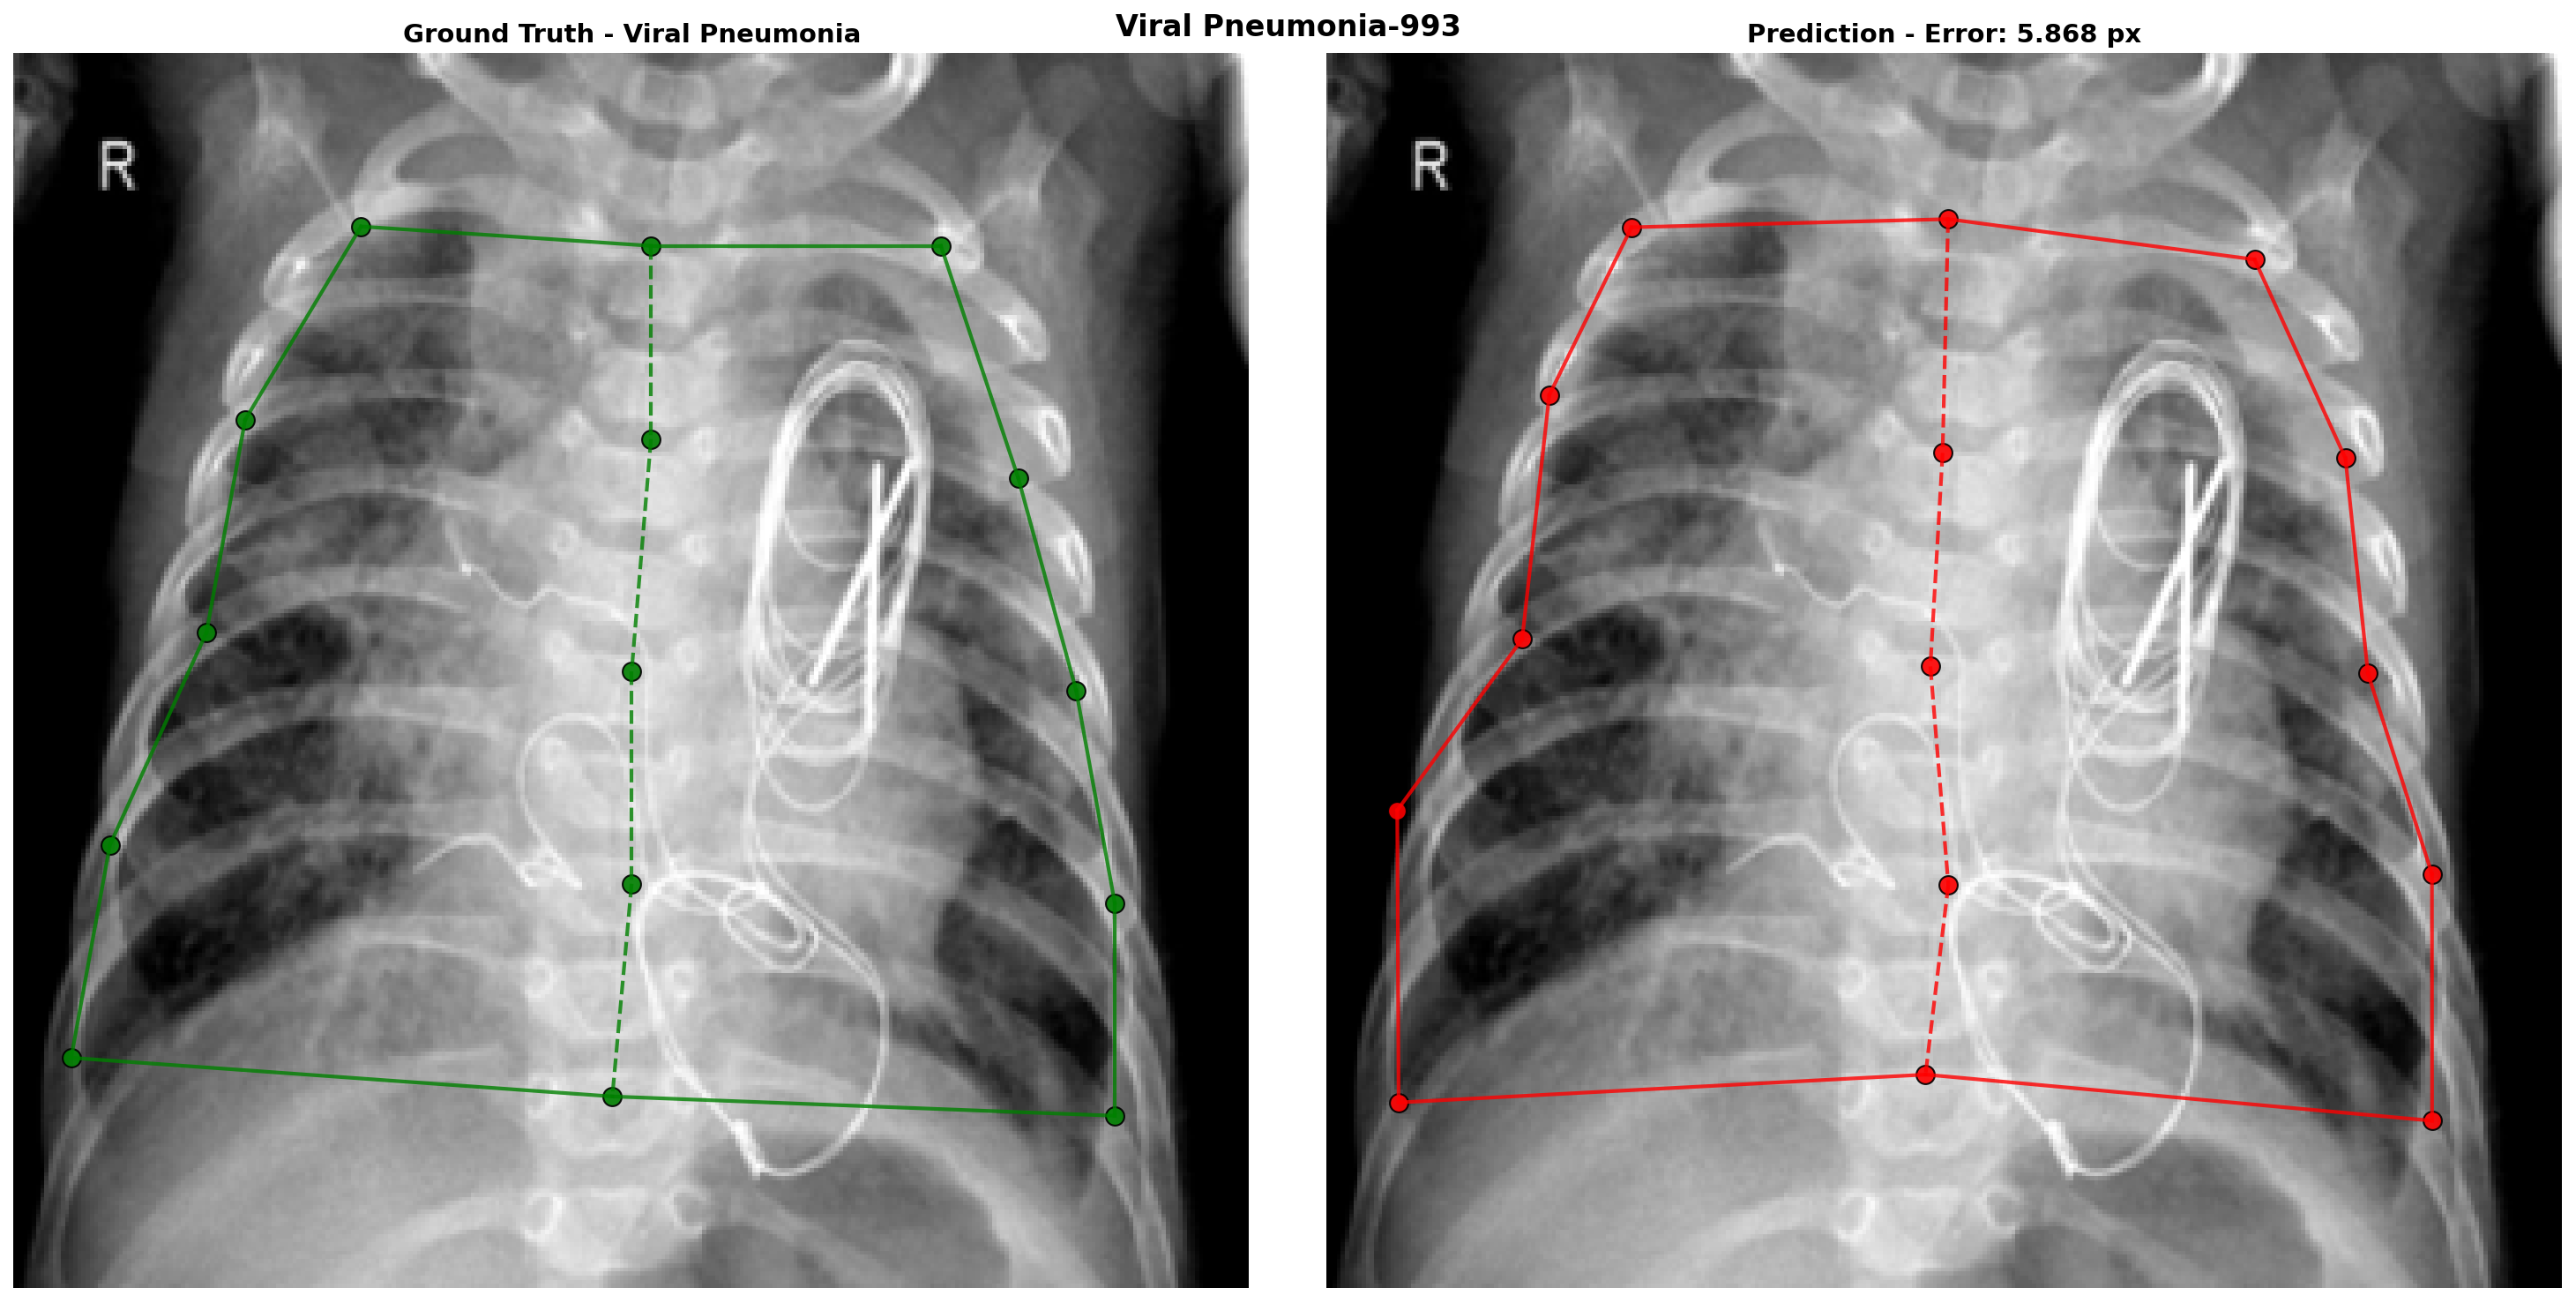 Viral Pneumonia-993
Ground Truth - Viral Pneumonia
Prediction - Error: 5.868 px
R
R